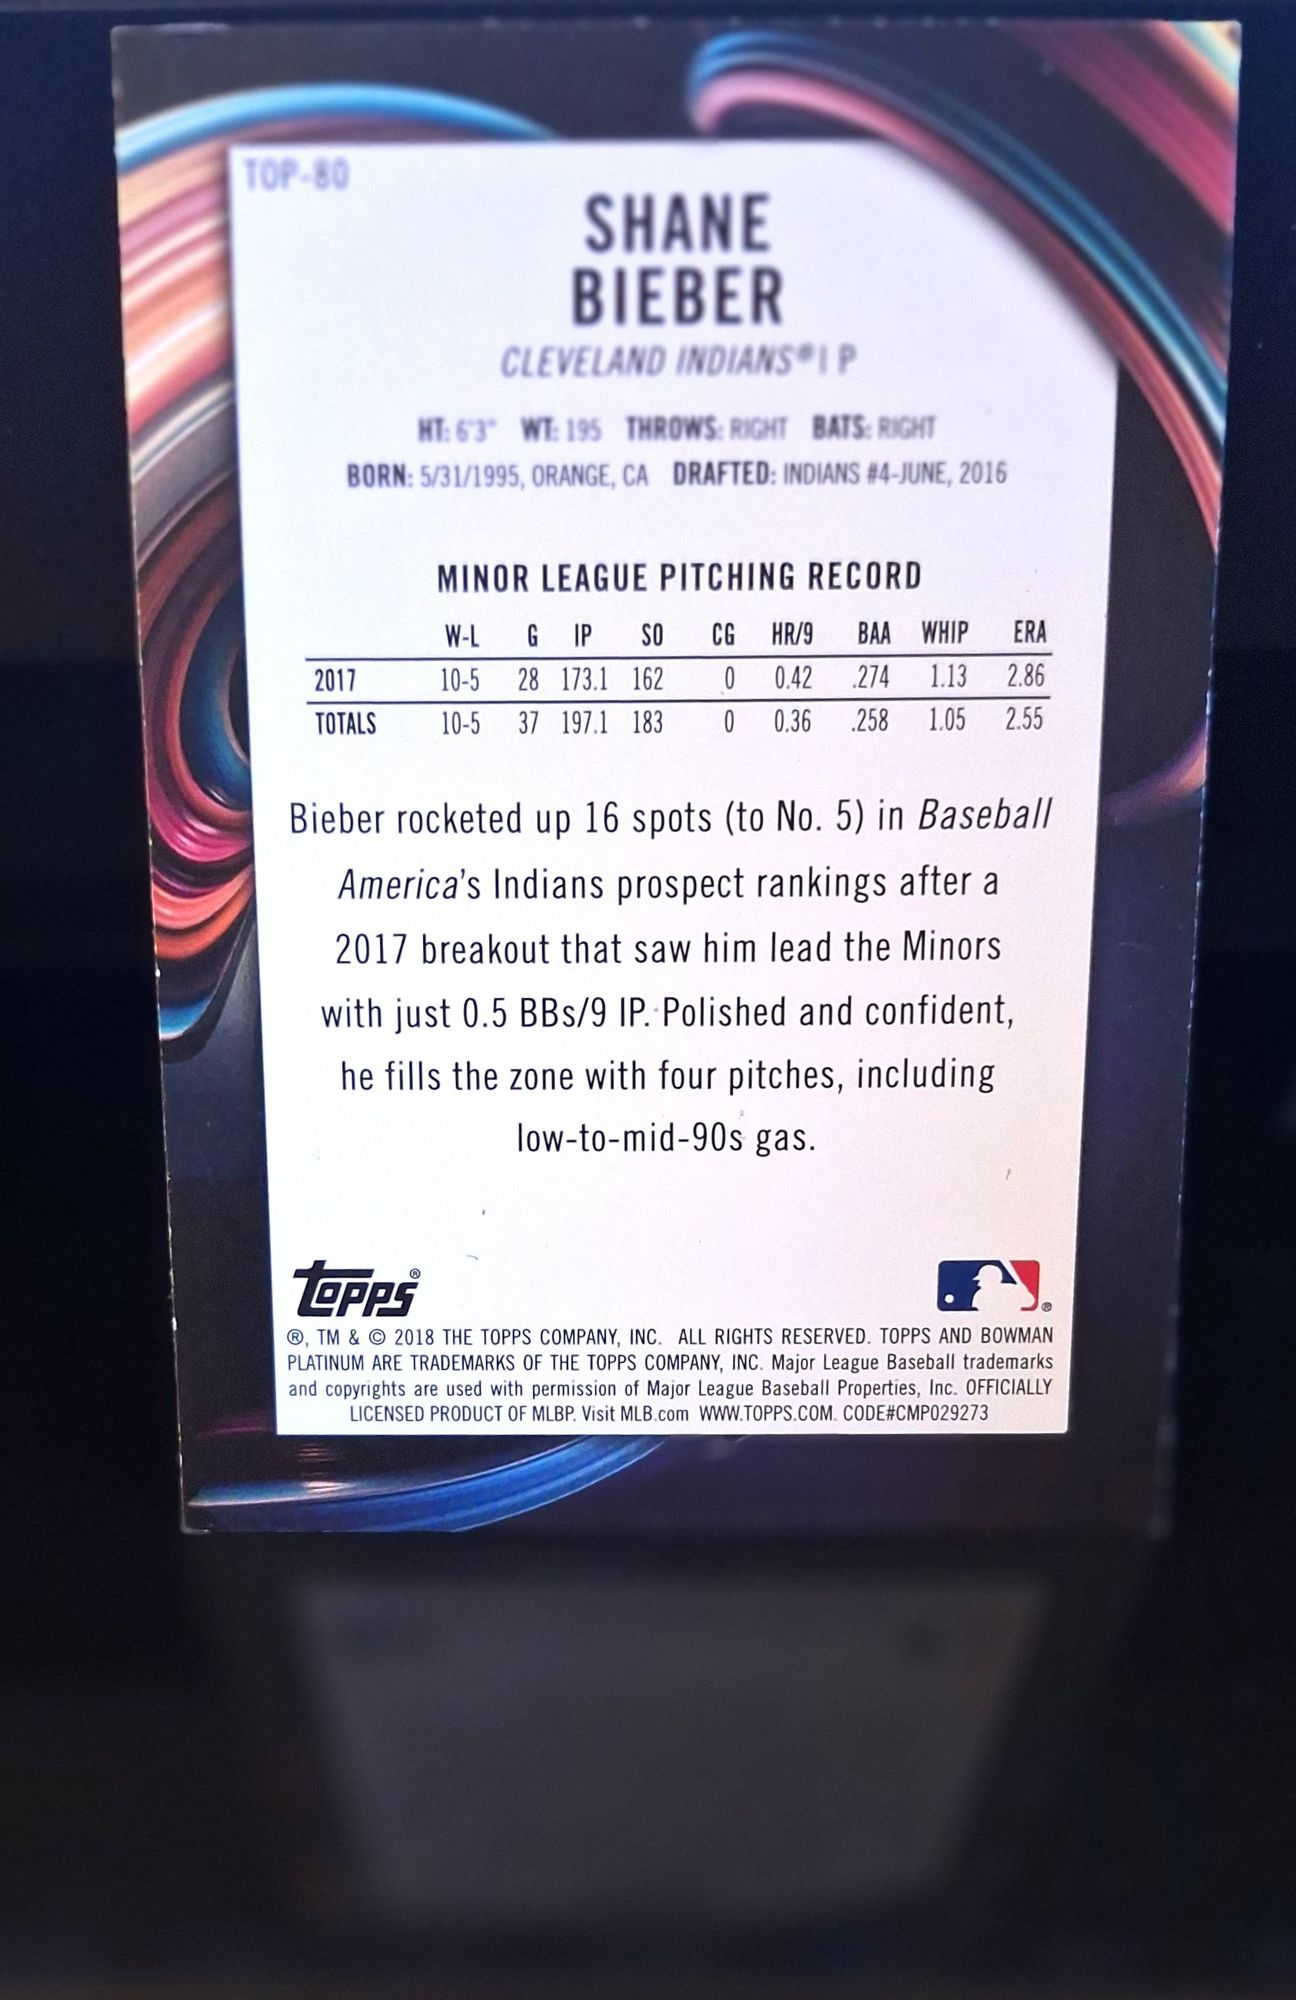 TOP-80
SHANE
BIEBER
CLEVELAND INDIANS® | P
HT: 6'3" WT: 195 THROWS: RIGHT BATS: RIGHT
BORN: 5/31/1995, ORANGE, CA DRAFTED: INDIANS #4-JUNE, 2016
MINOR LEAGUE PITCHING RECORD
W-L G IP SO CG HR/9 BAA WHIP ERA
2017 10-5 28 173.1 162 0 0.42 .274 1.13 2.86
TOTALS 10-5 37 197.1 183 0 0.36 .258 1.05 2.55
Bieber rocketed up 16 spots (to No. 5) in Baseball
America's Indians prospect rankings after a
2017 breakout that saw him lead the Minors
with just 0.5 BBs/9 IP. Polished and confident,
he fills the zone with four pitches, including
low-to-mid-90s gas.
topps®
®
®, TM & © 2018 THE TOPPS COMPANY, INC. ALL RIGHTS RESERVED. TOPPS AND BOWMAN
PLATINUM ARE TRADEMARKS OF THE TOPPS COMPANY, INC. Major League Baseball trademarks
and copyrights are used with permission of Major League Baseball Properties, Inc. OFFICIALLY
LICENSED PRODUCT OF MLBP. Visit MLB.com WWW.TOPPS.COM. CODE#CMP029273